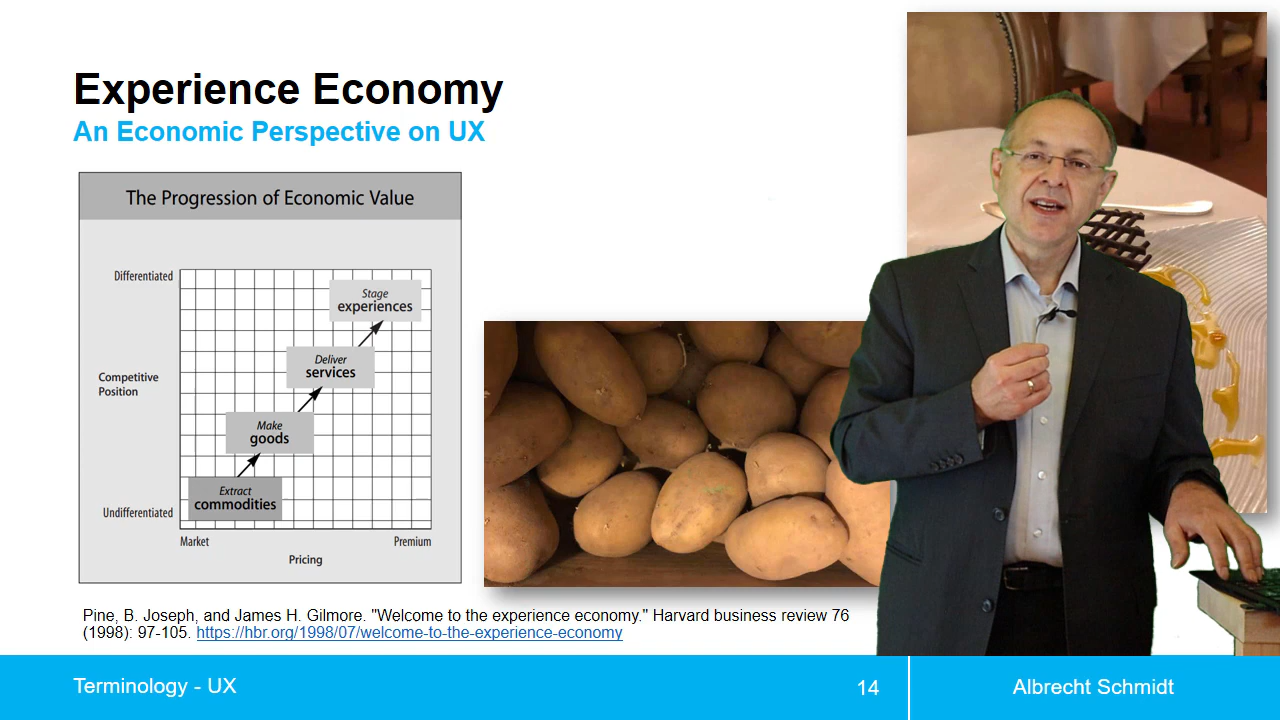 Experience Economy
An Economic Perspective on UX
The Progression of Economic Value
Differentiated
Stage
experiences
Deliver
services
Competitive
Position
Make
goods
Extract
commodities
Undifferentiated
Market
Premium
Pricing
Pine, B. Joseph, and James H. Gilmore. "Welcome to the experience economy." Harvard business review 76
(1998): 97-105. https://hbr.org/1998/07/welcome-to-the-experience-economy
Terminology - UX
14
Albrecht Schmidt